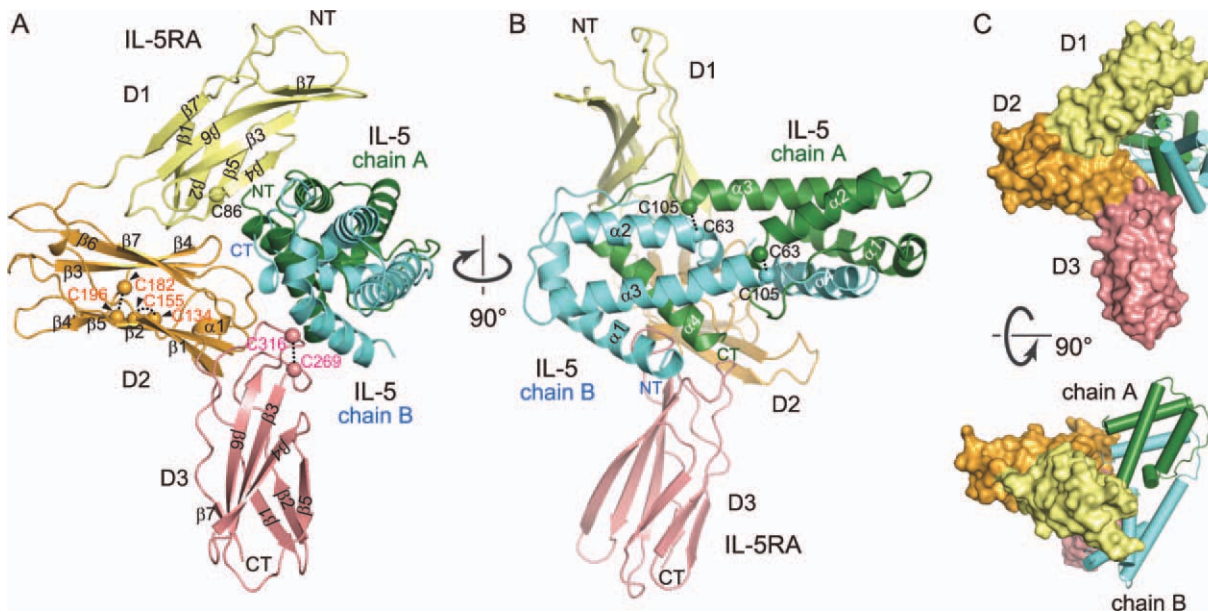 A
NT
IL-5RA
D1
β7
β7'
β1
β6
β3
β5
β4
β2
NT
C86
IL-5
chain A
CT
β7
β4
β6
β3
C182
C196
C155
C134
β4'
β5
β2
α1
β1
C316
C269
D2
IL-5
chain B
β3
β6
β4
D3
β2
β5
β7
β1
CT
90°
B
NT
D1
IL-5
chain A
α3
C105
α2
α2
C63
C63
α1
α3
C105
α4
α1
α4
CT
IL-5
chain B
NT
D2
D3
IL-5RA
CT
C
D1
D2
D3
90°
chain A
chain B